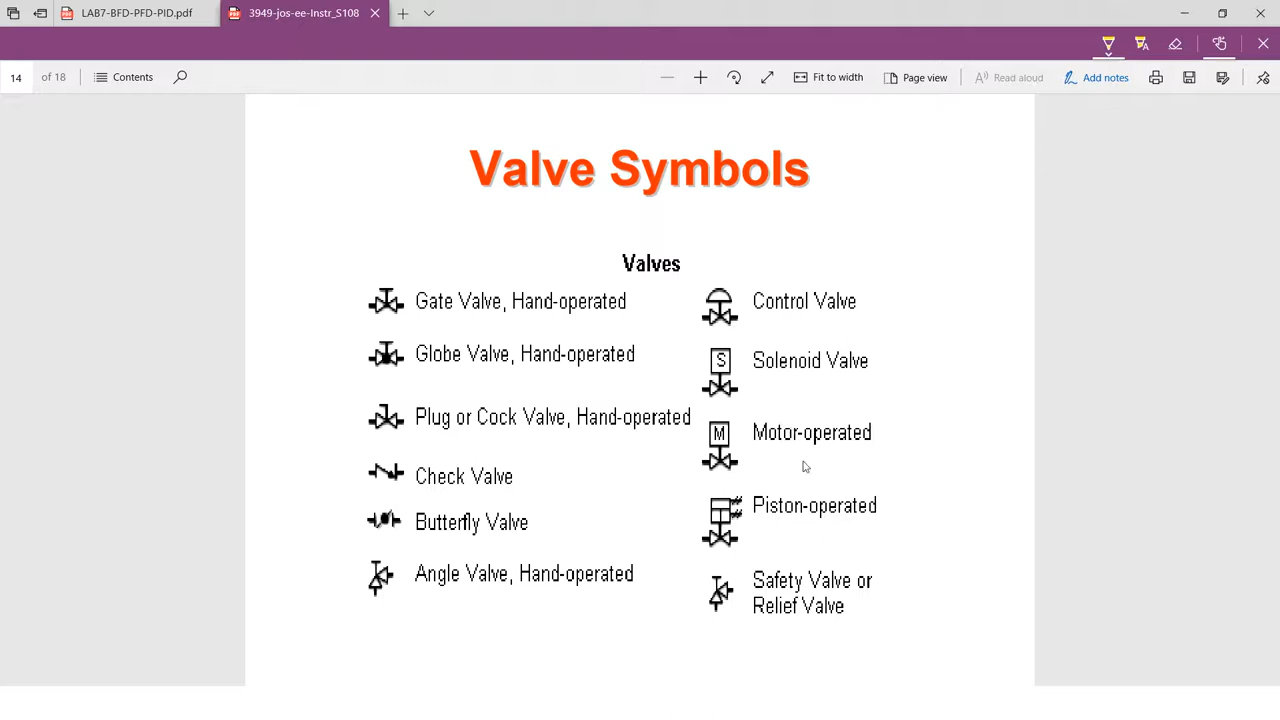 LAB7-BFD-PFD-PID.pdf
3949-jos-ee-Instr_S108
14 of 18
Contents
Fit to width
Page view
Read aloud
Add notes
Valve Symbols
Valves
Gate Valve, Hand-operated
Globe Valve, Hand-operated
Plug or Cock Valve, Hand-operated
Check Valve
Butterfly Valve
Angle Valve, Hand-operated
Control Valve
S
Solenoid Valve
M
Motor-operated
Piston-operated
Safety Valve or
Relief Valve